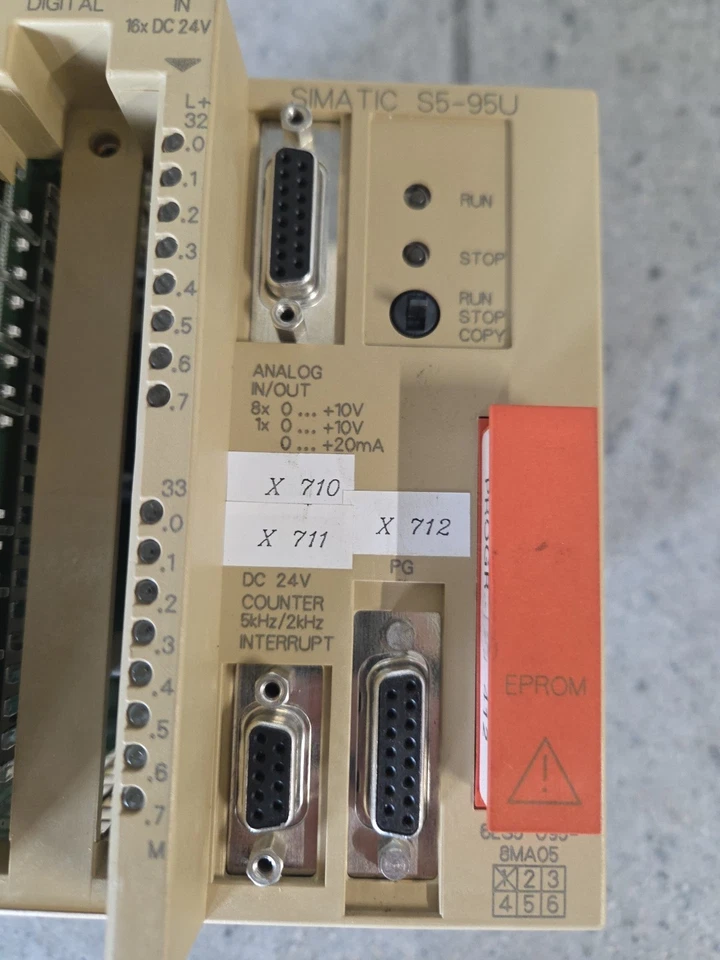 DIGITAL IN
16x DC 24V
L+
32
.0
.1
.2
.3
.4
.5
.6
.7
33
.0
.1
.2
.3
.4
.5
.6
.7
M
SIMATIC S5-95U
RUN
STOP
RUN
STOP
COPY
ANALOG
IN/OUT
8x 0 ... +10V
1x 0 ... +10V
0 ... +20mA
X 710
X 711
X 712
PG
DC 24V
COUNTER
5kHz/2kHz
INTERRUPT
EPROM
6ES5 095-
8MA05
X 2 3
4 5 6